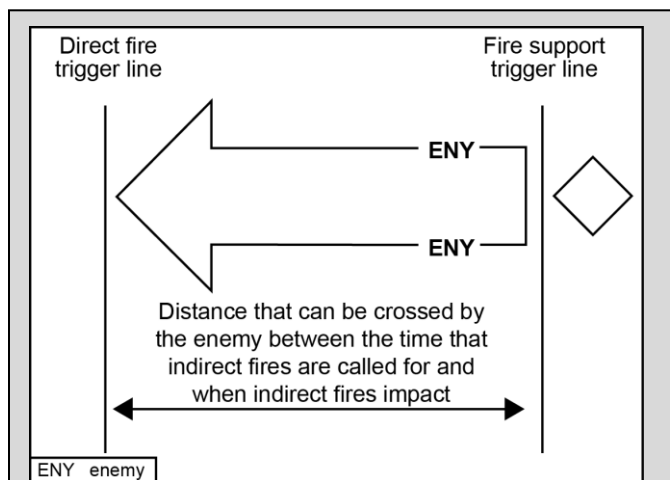 Direct fire
trigger line
Fire support
trigger line
ENY
ENY
Distance that can be crossed by
the enemy between the time that
indirect fires are called for and
when indirect fires impact
ENY enemy